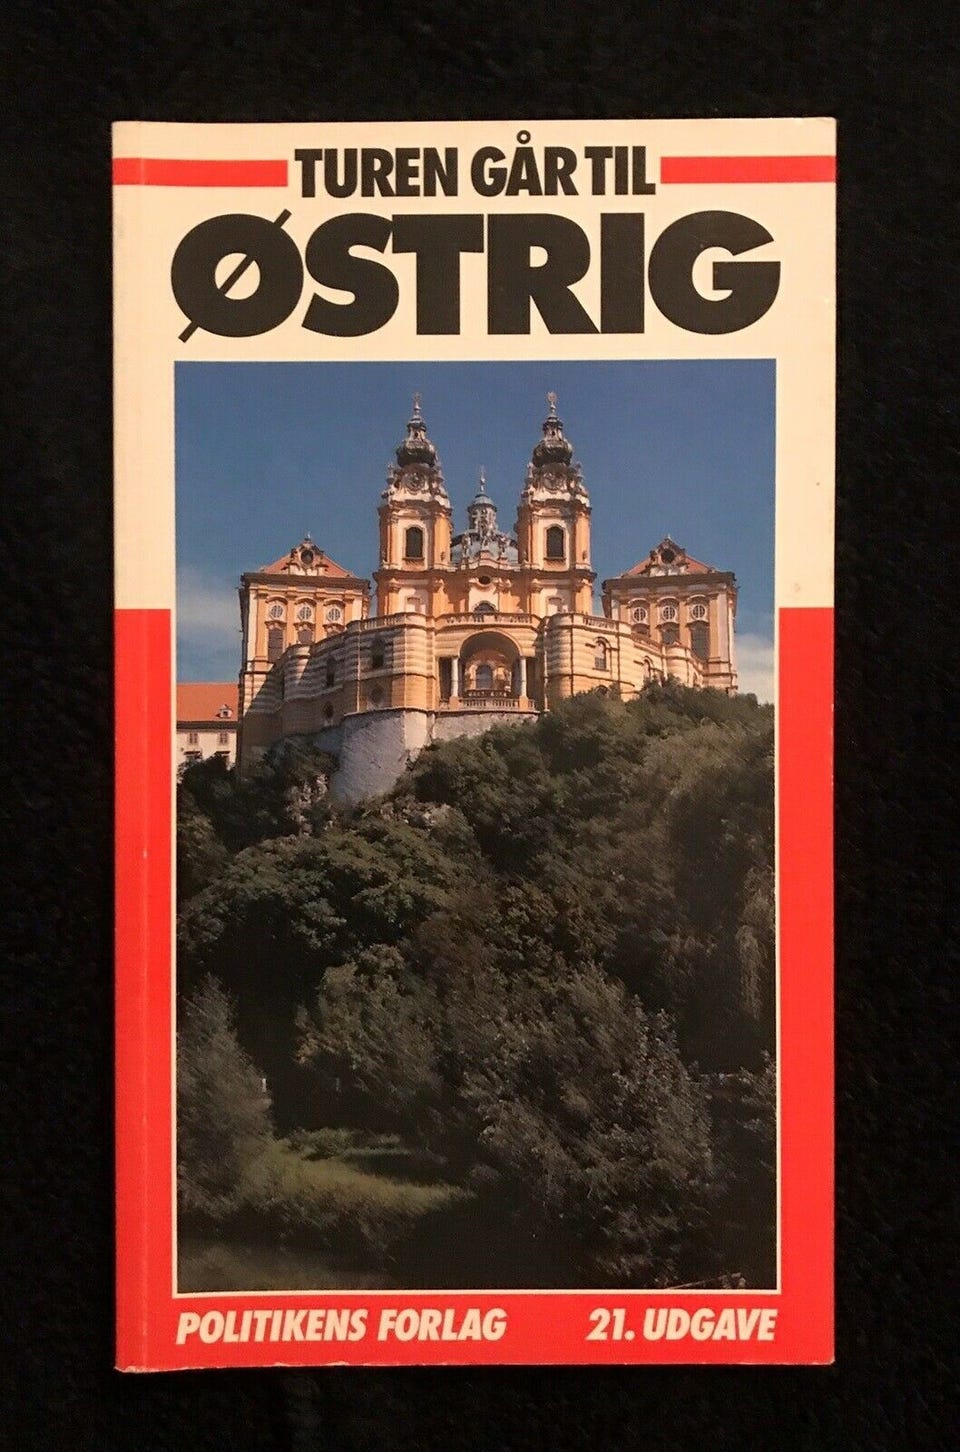 TUREN GÅR TIL
ØSTRIG
POLITIKENS FORLAG 21. UDGAVE